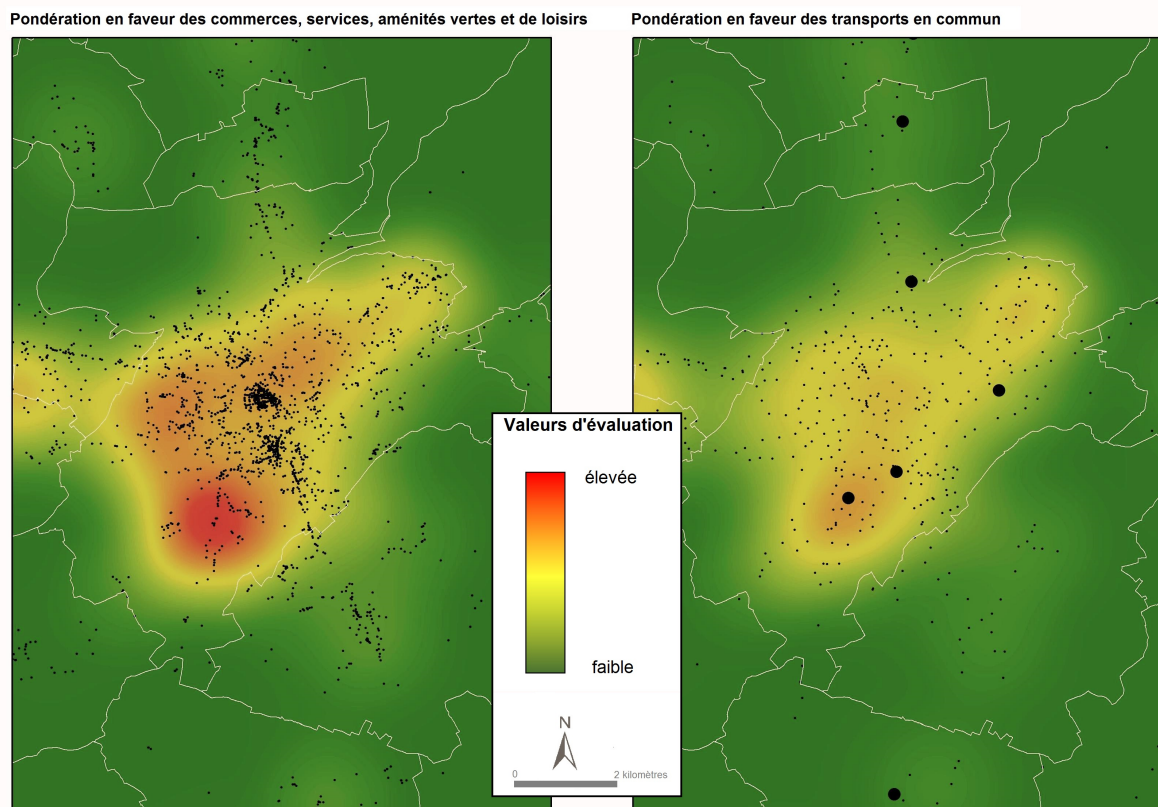 Pondération en faveur des commerces, services, aménités vertes et de loisirs
Pondération en faveur des transports en commun
Valeurs d'évaluation
élevée
faible
N
0 2 kilomètres